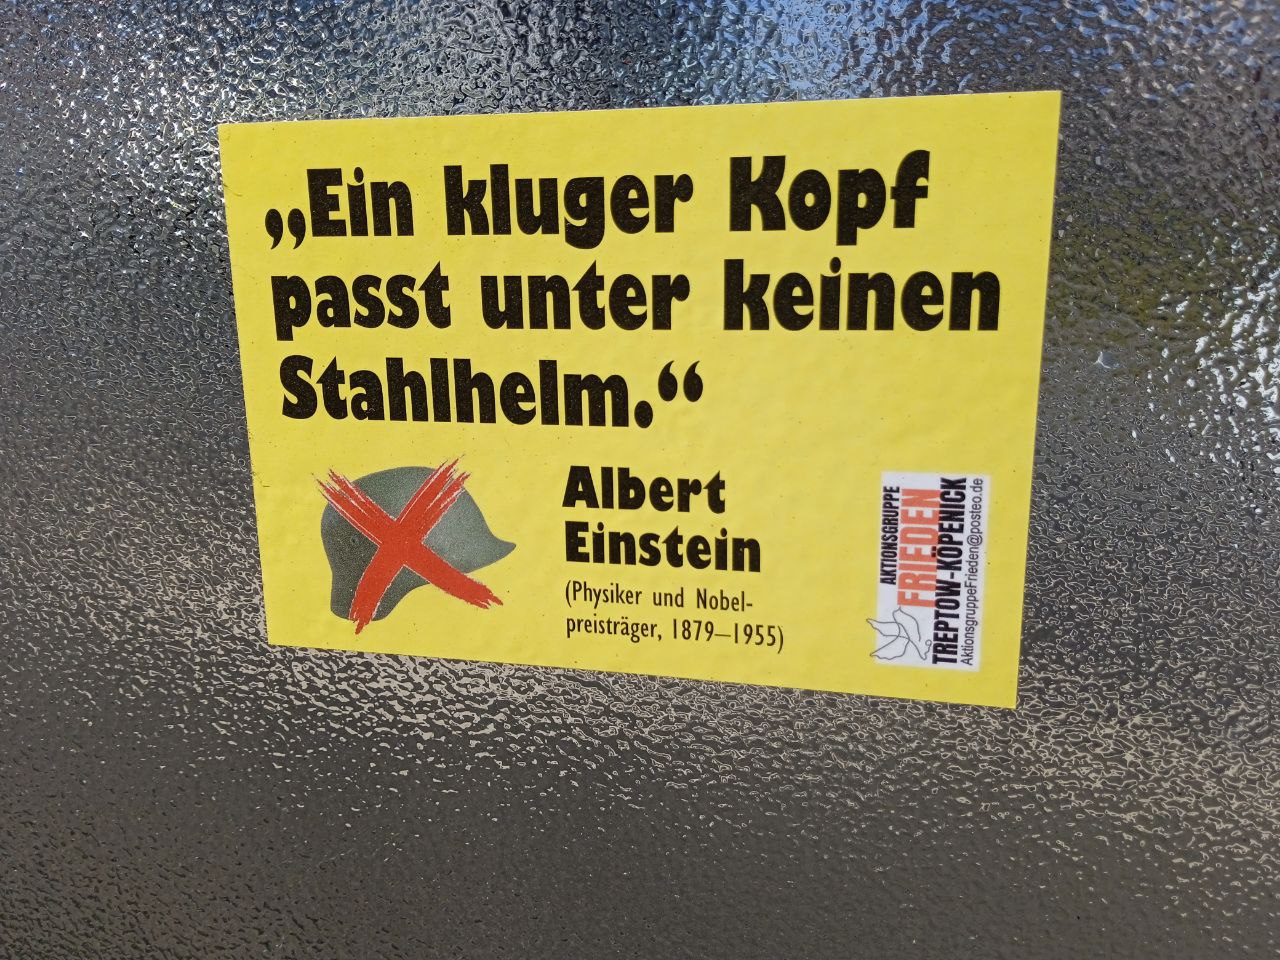 „Ein kluger Kopf
passt unter keinen
Stahlhelm.“
Albert
Einstein
(Physiker und Nobel-
preisträger, 1879–1955)
AKTIONSGRUPPE
FRIEDEN
TREPTOW-KÖPENICK
AktionsgruppeFrieden@posteo.de